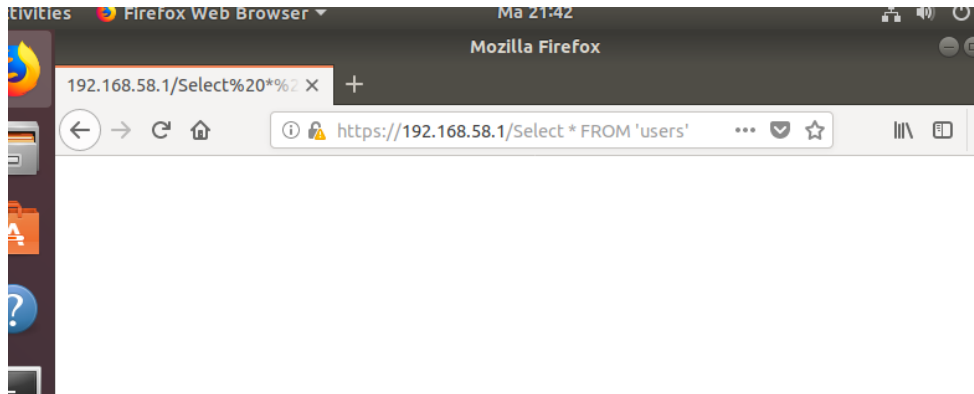 tivities Firefox Web Browser Ma 21:42
Mozilla Firefox
192.168.58.1/Select%20*%2
https://192.168.58.1/Select * FROM 'users'